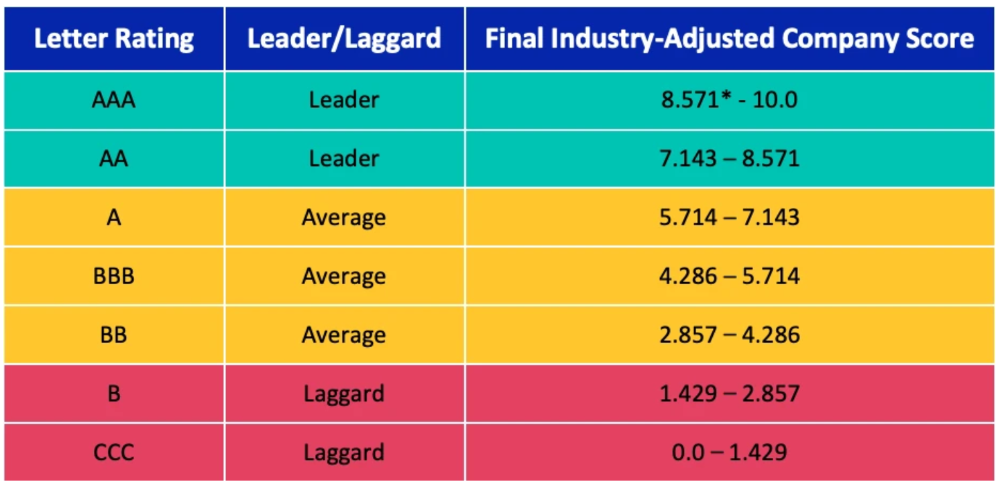 Letter Rating Leader/Laggard Final Industry-Adjusted Company Score
AAA Leader 8.571* - 10.0
AA Leader 7.143 – 8.571
A Average 5.714 – 7.143
BBB Average 4.286 – 5.714
BB Average 2.857 – 4.286
B Laggard 1.429 – 2.857
CCC Laggard 0.0 – 1.429